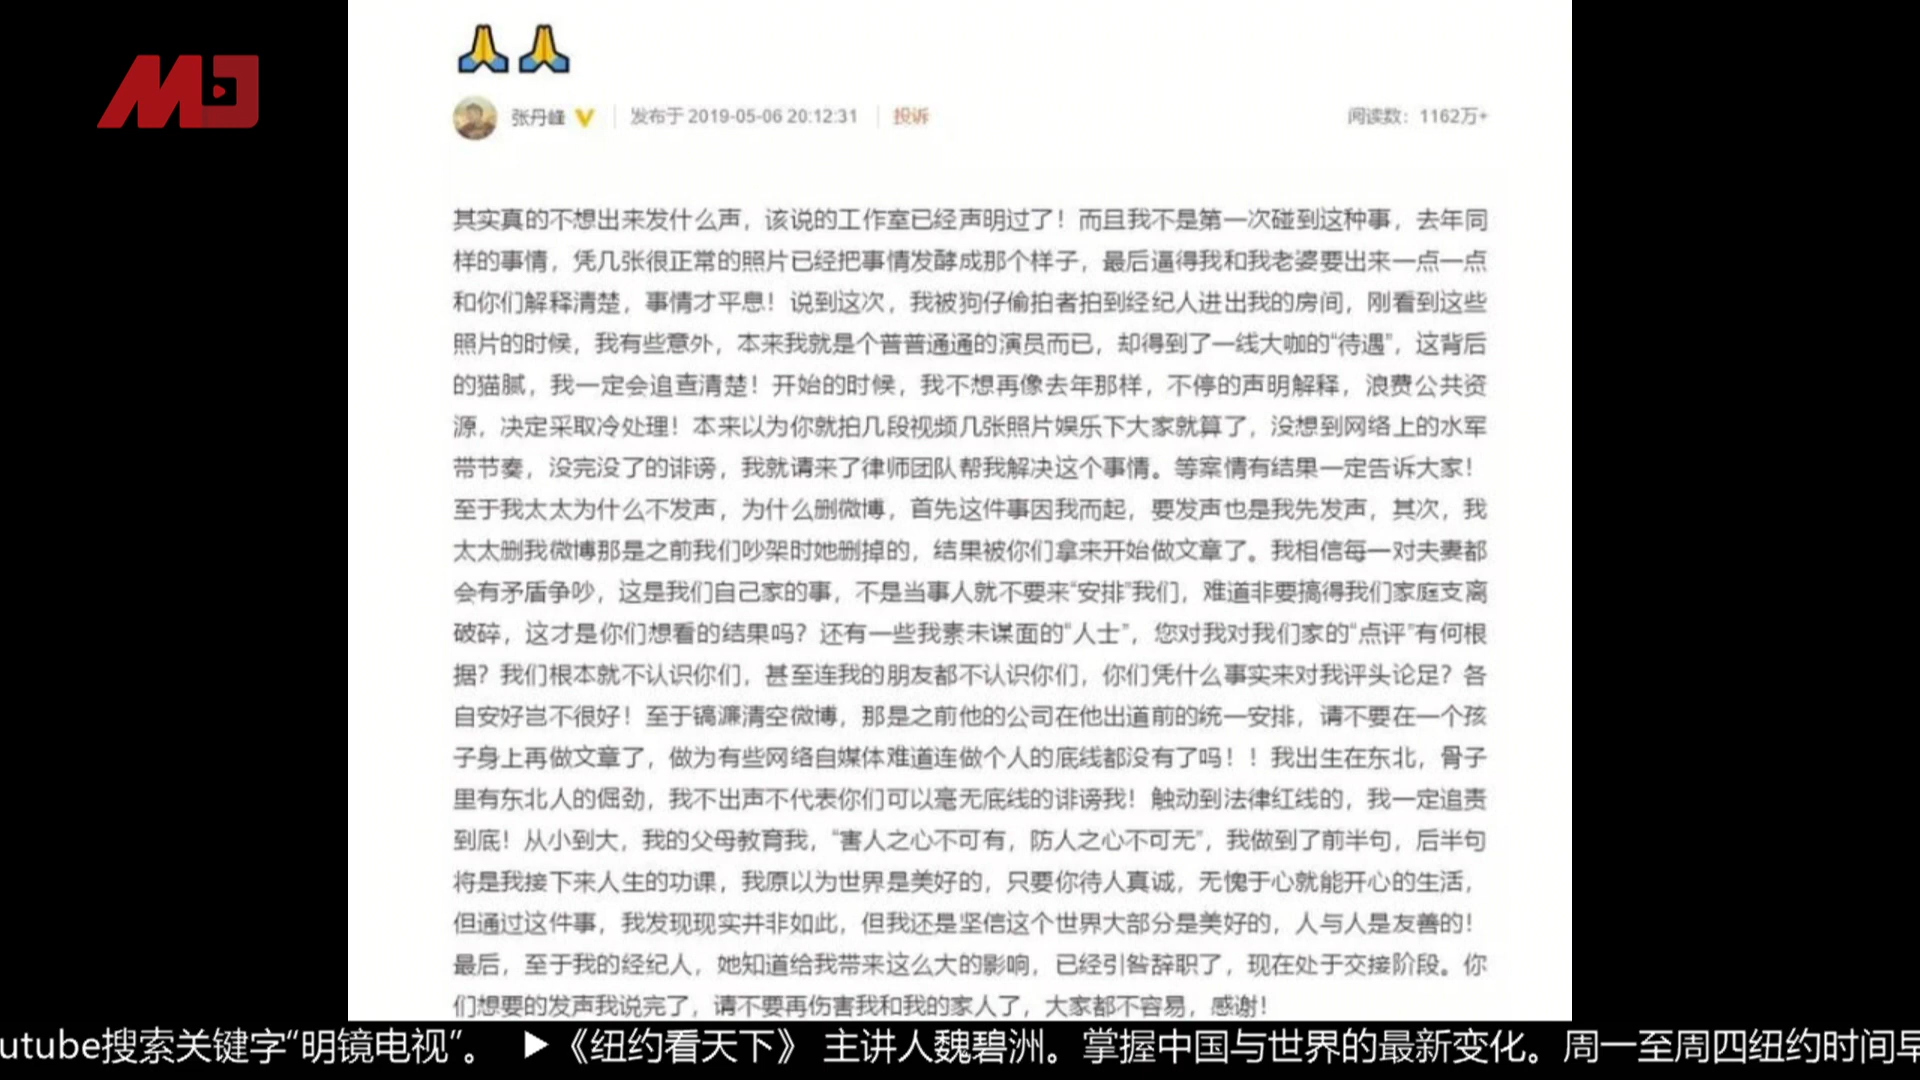 MJ
🙏 🙏
张丹峰 V 发布于 2019-05-06 20:12:31 投诉 阅读数：1162万+
其实真的不想出来发什么声，该说的工作室已经声明过了！而且我不是第一次碰到这种事，去年同
样的事情，凭几张很正常的照片已经把事情发酵成那个样子，最后逼得我和我老婆要出来一点一点
和你们解释清楚，事情才平息！说到这次，我被狗仔偷拍者拍到经纪人进出我的房间，刚看到这些
照片的时候，我有些意外，本来我就是个普普通通的演员而已，却得到了一线大咖的“待遇”，这背后
的猫腻，我一定会追查清楚！开始的时候，我不想再像去年那样，不停的声明解释，浪费公共资
源，决定采取冷处理！本来以为你就拍几段视频几张照片娱乐下大家就算了，没想到网络上的水军
带节奏，没完没了的诽谤，我就请来了律师团队帮我解决这个事情。等案情有结果一定告诉大家！
至于我太太为什么不发声，为什么删微博，首先这件事因我而起，要发声也是我先发声，其次，我
太太删我微博那是之前我们吵架时她删掉的，结果被你们拿来开始做文章了。我相信每一对夫妻都
会有矛盾争吵，这是我们自己家的事，不是当事人就不要来“安排”我们，难道非要搞得我们家庭支离
破碎，这才是你们想看的结果吗？还有一些我素未谋面的“人士”，您对我对我们家的“点评”有何根
据？我们根本就不认识你们，甚至连我的朋友都不认识你们，你们凭什么事实来对我评头论足？各
自安好岂不很好！至于镐濂清空微博，那是之前他的公司在他出道前的统一安排，请不要在一个孩
子身上再做文章了，做为有些网络自媒体难道连做个人的底线都没有了吗！！我出生在东北，骨子
里有东北人的倔劲，我不出声不代表你们可以毫无底线的诽谤我！触动到法律红线的，我一定追责
到底！从小到大，我的父母教育我，“害人之心不可有，防人之心不可无”，我做到了前半句，后半句
将是我接下来人生的功课，我原以为世界是美好的，只要你待人真诚，无愧于心就能开心的生活，
但通过这件事，我发现现实并非如此，但我还是坚信这个世界大部分是美好的，人与人是友善的！
最后，至于我的经纪人，她知道给我带来这么大的影响，已经引咎辞职了，现在处于交接阶段。你
们想要的发声我说完了，请不要再伤害我和我的家人了，大家都不容易，感谢！
utube搜索关键字“明镜电视”。 ▶《纽约看天下》 主讲人魏碧洲。掌握中国与世界的最新变化。周一至周四纽约时间早